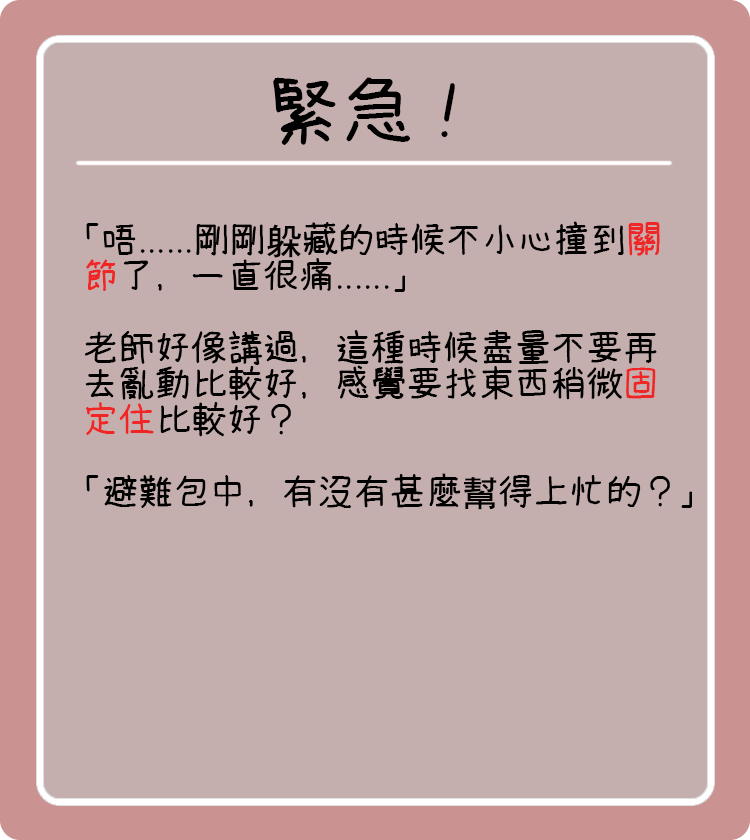 緊急！
「唔……剛剛躲藏的時候不小心撞到關
節了，一直很痛……」
老師好像講過，這種時候盡量不要再
去亂動比較好，感覺要找東西稍微固
定住比較好？
「避難包中，有沒有甚麼幫得上忙的？」